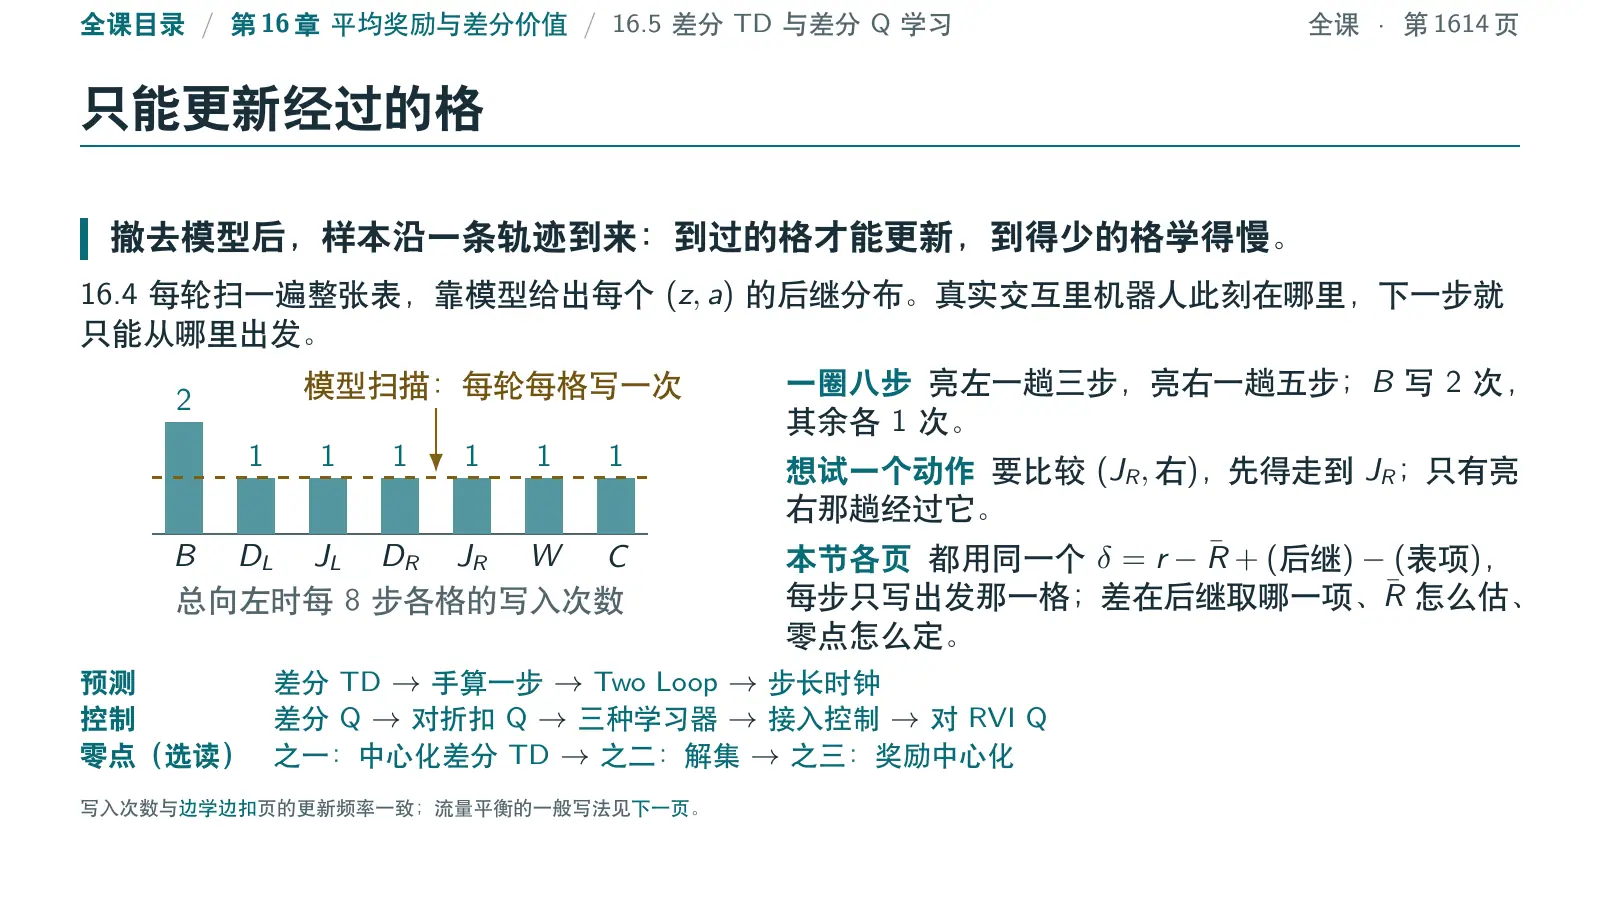 全课目录 / 第16章 平均奖励与差分价值 / 16.5 差分 TD 与差分 Q 学习
全课 · 第1614页
只能更新经过的格
撤去模型后，样本沿一条轨迹到来：到过的格才能更新，到得少的格学得慢。
16.4 每轮扫一遍整张表，靠模型给出每个 (z, a) 的后继分布。真实交互里机器人此刻在哪里，下一步就
只能从哪里出发。
模型扫描：每轮每格写一次
2
1 1 1 1 1 1
B D_L J_L D_R J_R W C
总向左时每 8 步各格的写入次数
一圈八步 亮左一趟三步，亮右一趟五步；B 写 2 次，
其余各 1 次。
想试一个动作 要比较 (J_R, 右)，先得走到 J_R；只有亮
右那趟经过它。
本节各页 都用同一个 δ = r − R̄ + (后继) − (表项)，
每步只写出发那一格；差在后继取哪一项、R̄ 怎么估、
零点怎么定。
预测 差分 TD → 手算一步 → Two Loop → 步长时钟
控制 差分 Q → 对折扣 Q → 三种学习器 → 接入控制 → 对 RVI Q
零点（选读） 之一：中心化差分 TD → 之二：解集 → 之三：奖励中心化
写入次数与边学边扣页的更新频率一致；流量平衡的一般写法见下一页。